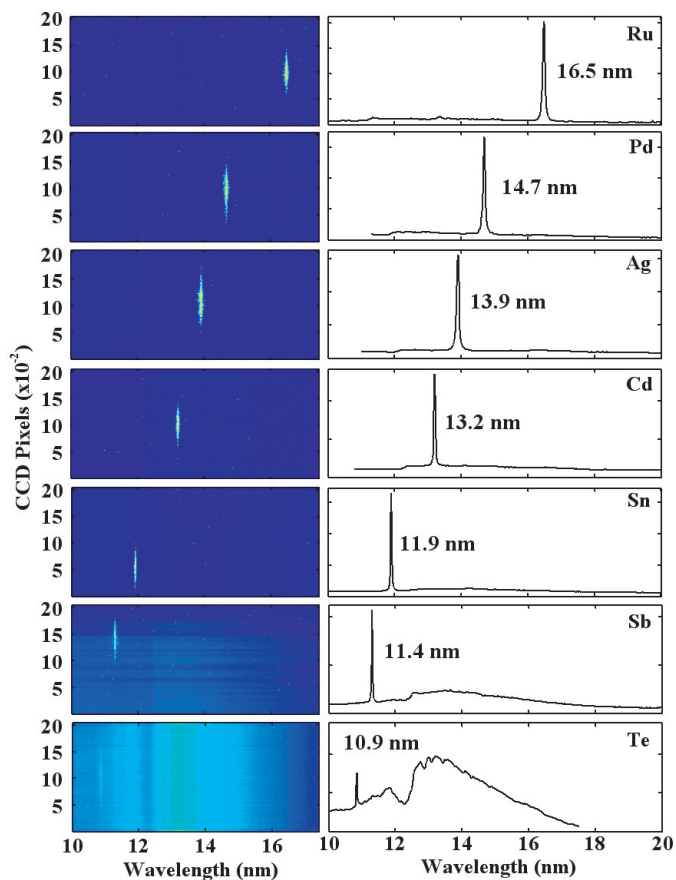 20
15
10
5
Ru
16.5 nm
20
15
10
5
Pd
14.7 nm
20
15
10
5
Ag
13.9 nm
20
15
10
5
Cd
13.2 nm
20
15
10
5
Sn
11.9 nm
20
15
10
5
Sb
11.4 nm
20
15
10
5
Te
10.9 nm
CCD Pixels (x10⁻²)
10 12 14 16
10 12 14 16 18 20
Wavelength (nm)
Wavelength (nm)